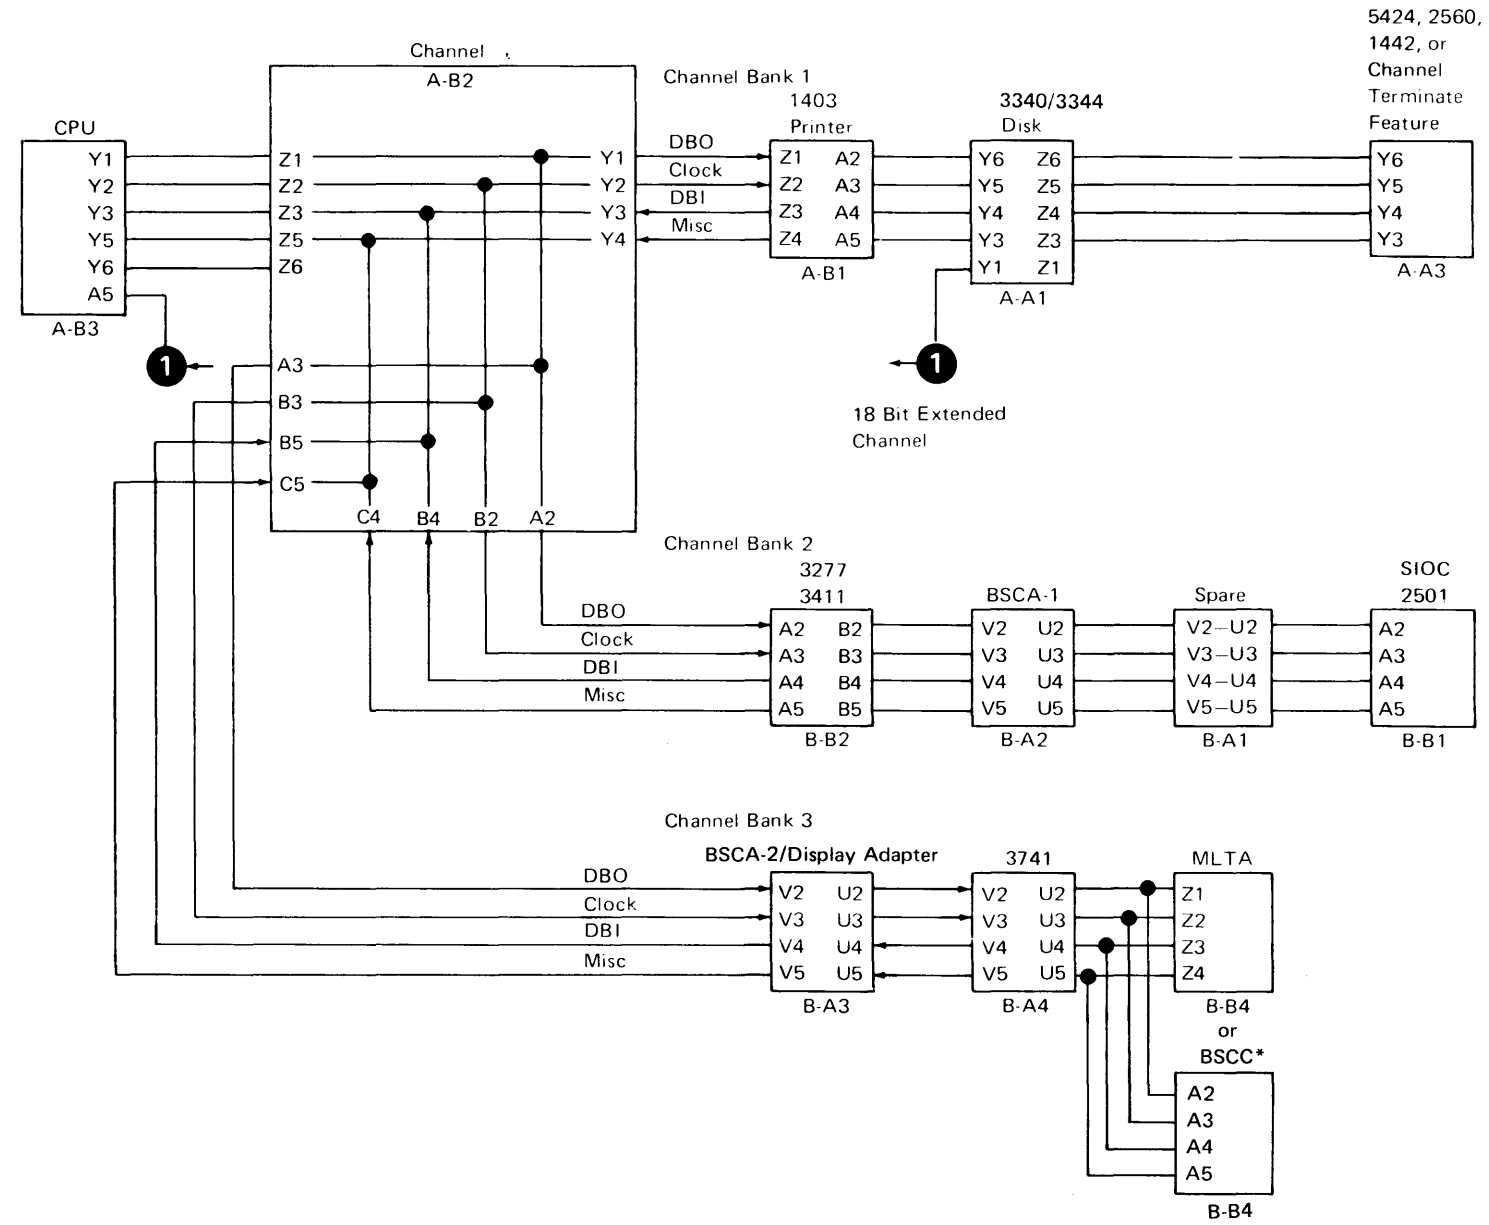 5424, 2560,
1442, or
Channel
Terminate
Feature
Channel
A-B2
Channel Bank 1
1403
Printer
3340/3344
Disk
CPU
Y1
Y2
Y3
Y5
Y6
A5
A-B3
1
Z1
Z2
Z3
Z5
Z6
A3
B3
B5
C5
Y1
Y2
Y3
Y4
C4 B4 B2 A2
DBO
Clock
DBI
Misc
Z1 A2
Z2 A3
Z3 A4
Z4 A5
A-B1
Y6 Z6
Y5 Z5
Y4 Z4
Y3 Z3
Y1 Z1
A-A1
Y6
Y5
Y4
Y3
A-A3
1
18 Bit Extended
Channel
Channel Bank 2
3277
3411
BSCA-1
Spare
SIOC
2501
DBO
Clock
DBI
Misc
A2 B2
A3 B3
A4 B4
A5 B5
B-B2
V2 U2
V3 U3
V4 U4
V5 U5
B-A2
V2—U2
V3—U3
V4—U4
V5—U5
B-A1
A2
A3
A4
A5
B-B1
Channel Bank 3
BSCA-2/Display Adapter
3741
MLTA
DBO
Clock
DBI
Misc
V2 U2
V3 U3
V4 U4
V5 U5
B-A3
V2 U2
V3 U3
V4 U4
V5 U5
B-A4
Z1
Z2
Z3
Z4
B-B4
or
BSCC*
A2
A3
A4
A5
B-B4